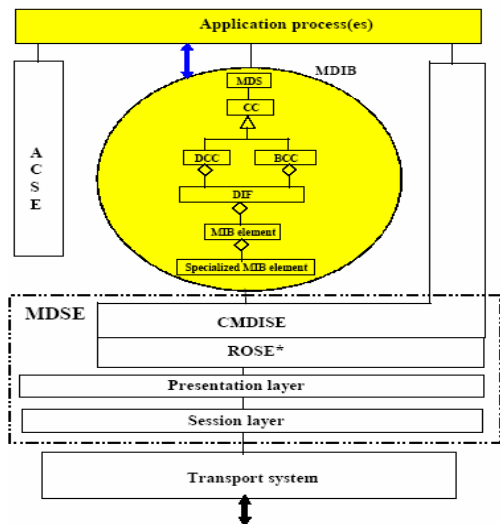 Application process(es)
MDIB
MDS
CC
A
C
S
E
DCC
BCC
DIF
MIB element
Specialized MIB element
MDSE
CMDISE
ROSE*
Presentation layer
Session layer
Transport system